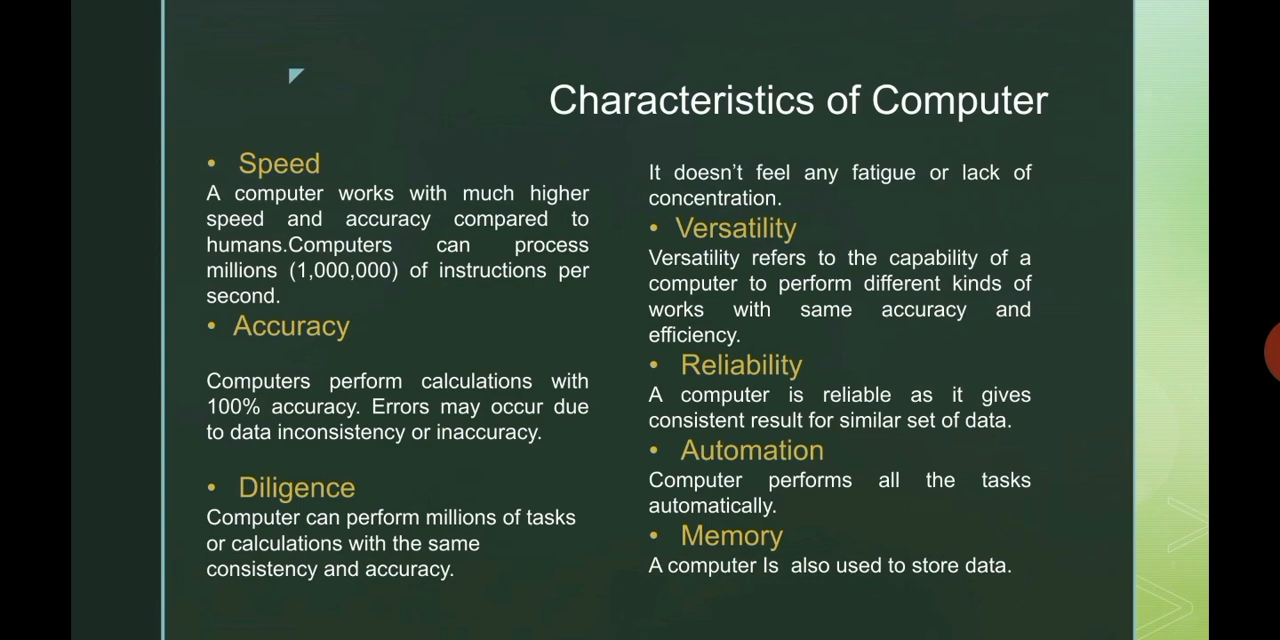 Characteristics of Computer
• Speed
A computer works with much higher
speed and accuracy compared to
humans.Computers can process
millions (1,000,000) of instructions per
second.
• Accuracy
Computers perform calculations with
100% accuracy. Errors may occur due
to data inconsistency or inaccuracy.
• Diligence
Computer can perform millions of tasks
or calculations with the same
consistency and accuracy.
It doesn’t feel any fatigue or lack of
concentration.
• Versatility
Versatility refers to the capability of a
computer to perform different kinds of
works with same accuracy and
efficiency.
• Reliability
A computer is reliable as it gives
consistent result for similar set of data.
• Automation
Computer performs all the tasks
automatically.
• Memory
A computer Is also used to store data.